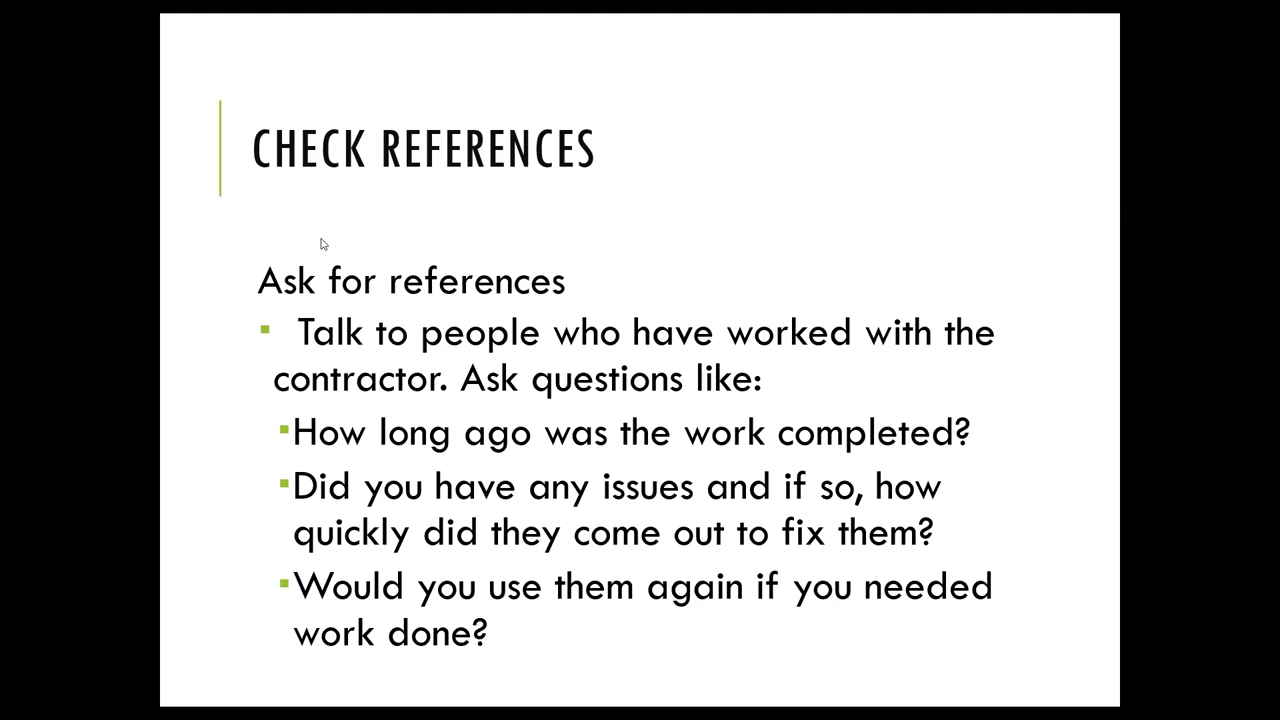 CHECK REFERENCES
Ask for references
▪ Talk to people who have worked with the
contractor. Ask questions like:
▪How long ago was the work completed?
▪Did you have any issues and if so, how
quickly did they come out to fix them?
▪Would you use them again if you needed
work done?